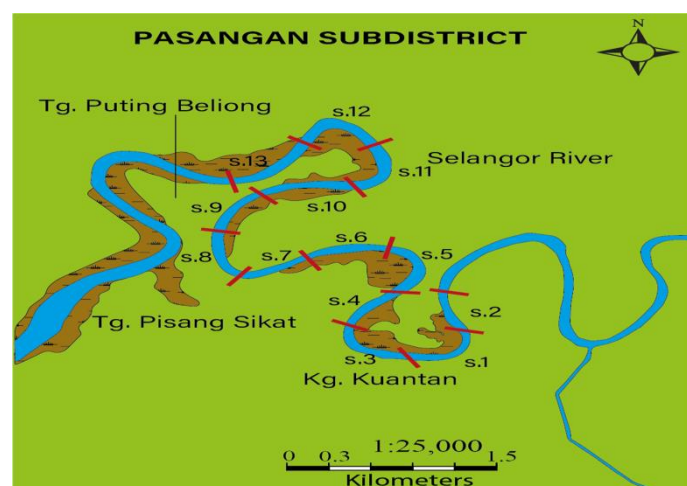 PASANGAN SUBDISTRICT
N
Tg. Puting Beliong
s.12
s.13
Selangor River
s.11
s.10
s.9
s.8
s.7
s.6
s.5
s.4
s.2
Tg. Pisang Sikat
s.3
s.1
Kg. Kuantan
1:25,000
0 0.3 1.5
Kilometers